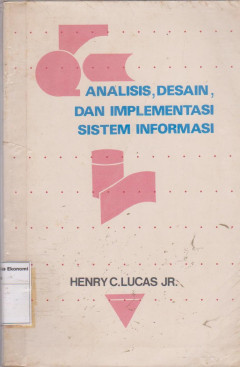 ANALISIS, DESAIN,
DAN IMPLEMENTASI
SISTEM INFORMASI
HENRY C. LUCAS JR.